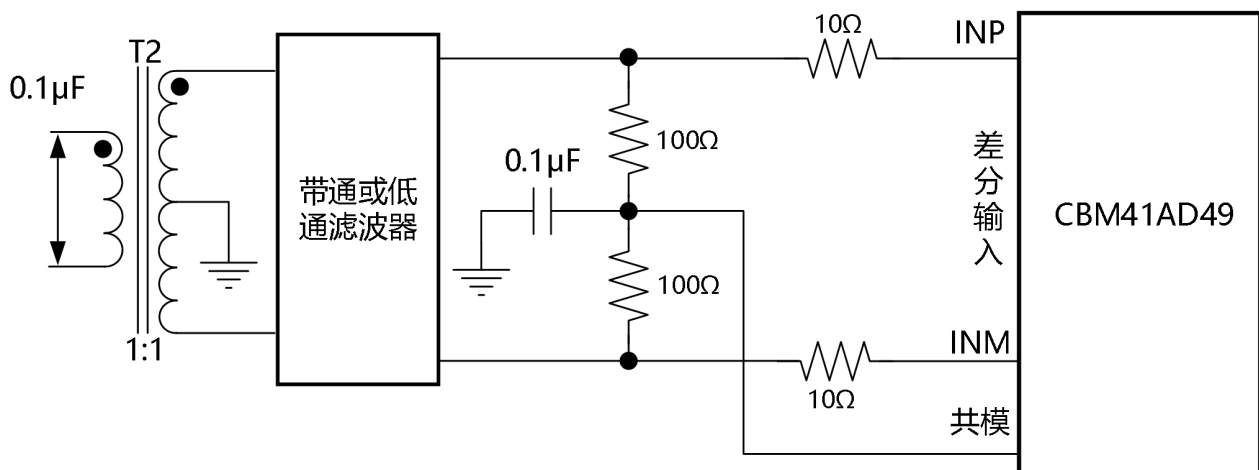 10Ω
INP
T2
0.1μF
100Ω
0.1μF
差分输入
带通或低
通滤波器
CBM41AD49
100Ω
1:1
INM
10Ω
共模